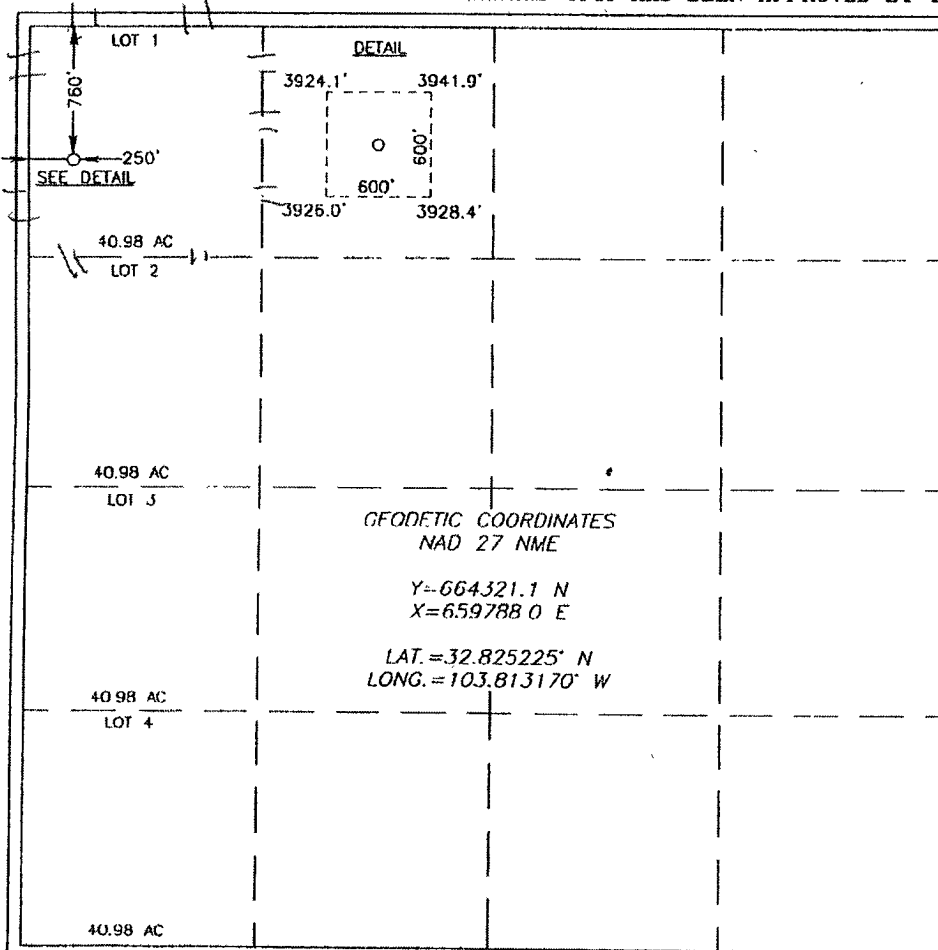 LOT 1
DETAIL
3924.1' 3941.9'
760'
600'
250'
SEE DETAIL
600'
3926.0' 3928.4'
40.98 AC
LOT 2
40.98 AC
LOT 3
GEODETIC COORDINATES
NAD 27 NME
Y=664321.1 N
X=659788.0 E
LAT.=32.825225° N
LONG.=103.813170° W
40.98 AC
LOT 4
40.98 AC